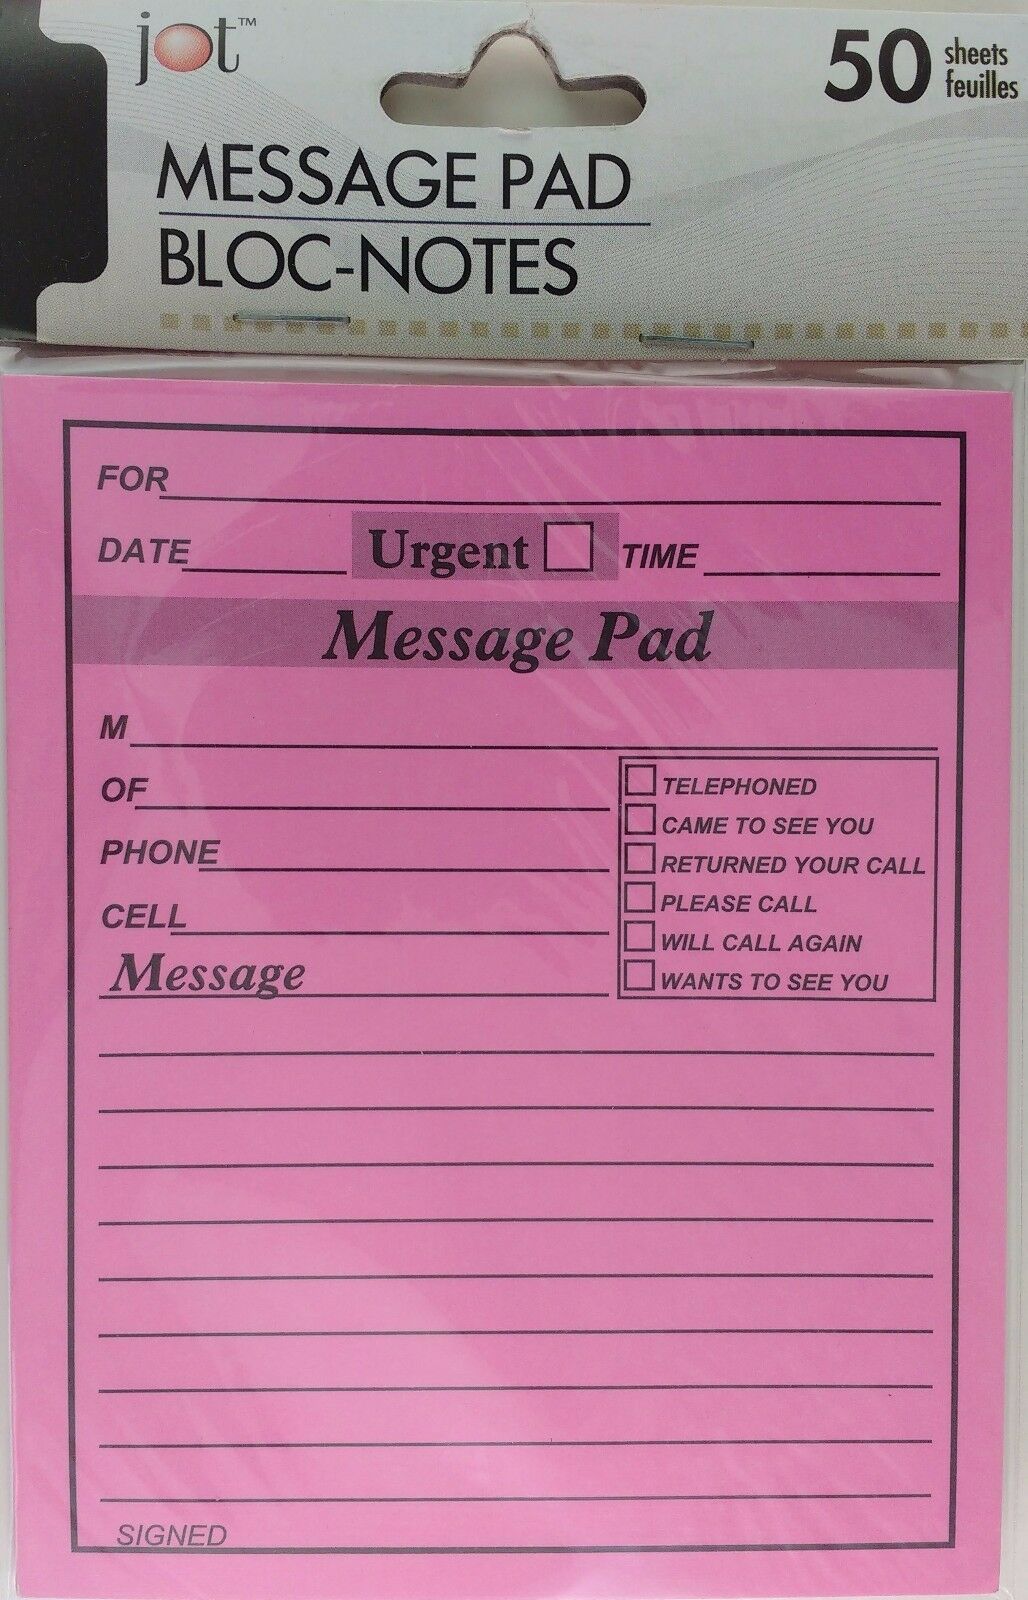 jot™
50 sheets
feuilles
MESSAGE PAD
BLOC-NOTES
FOR
DATE Urgent TIME
Message Pad
M
OF
PHONE
CELL
Message
TELEPHONED
CAME TO SEE YOU
RETURNED YOUR CALL
PLEASE CALL
WILL CALL AGAIN
WANTS TO SEE YOU
SIGNED